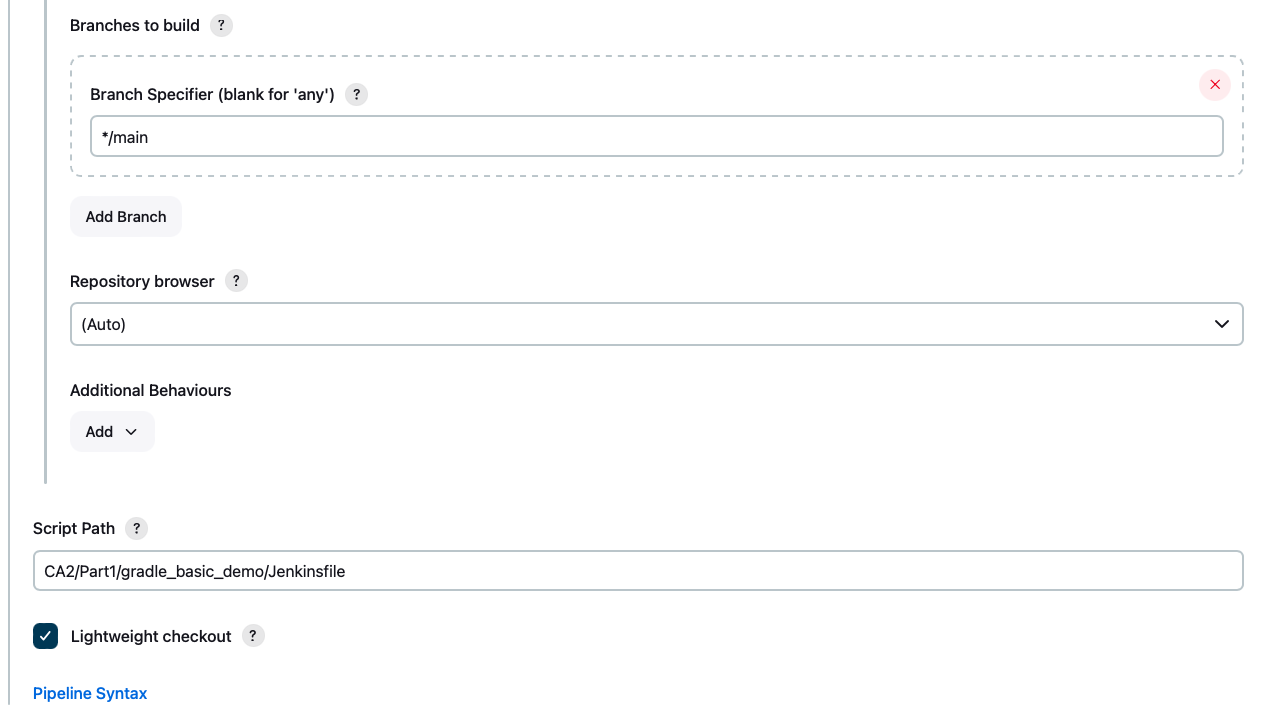 Branches to build ?
Branch Specifier (blank for 'any') ?
*/main
Add Branch
Repository browser ?
(Auto)
Additional Behaviours
Add
Script Path ?
CA2/Part1/gradle_basic_demo/Jenkinsfile
Lightweight checkout ?
Pipeline Syntax